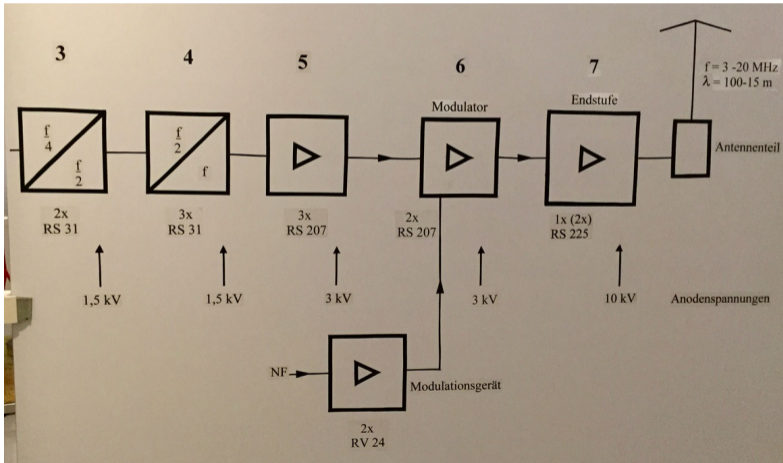 3
4
5
6
7
f = 3 -20 MHz
λ = 100-15 m
Modulator
Endstufe
f
4
f
2
f
2
f
Antennenteil
2x
RS 31
3x
RS 31
3x
RS 207
2x
RS 207
1x (2x)
RS 225
1,5 kV
1,5 kV
3 kV
3 kV
10 kV
Anodenspannungen
NF
Modulationsgerät
2x
RV 24